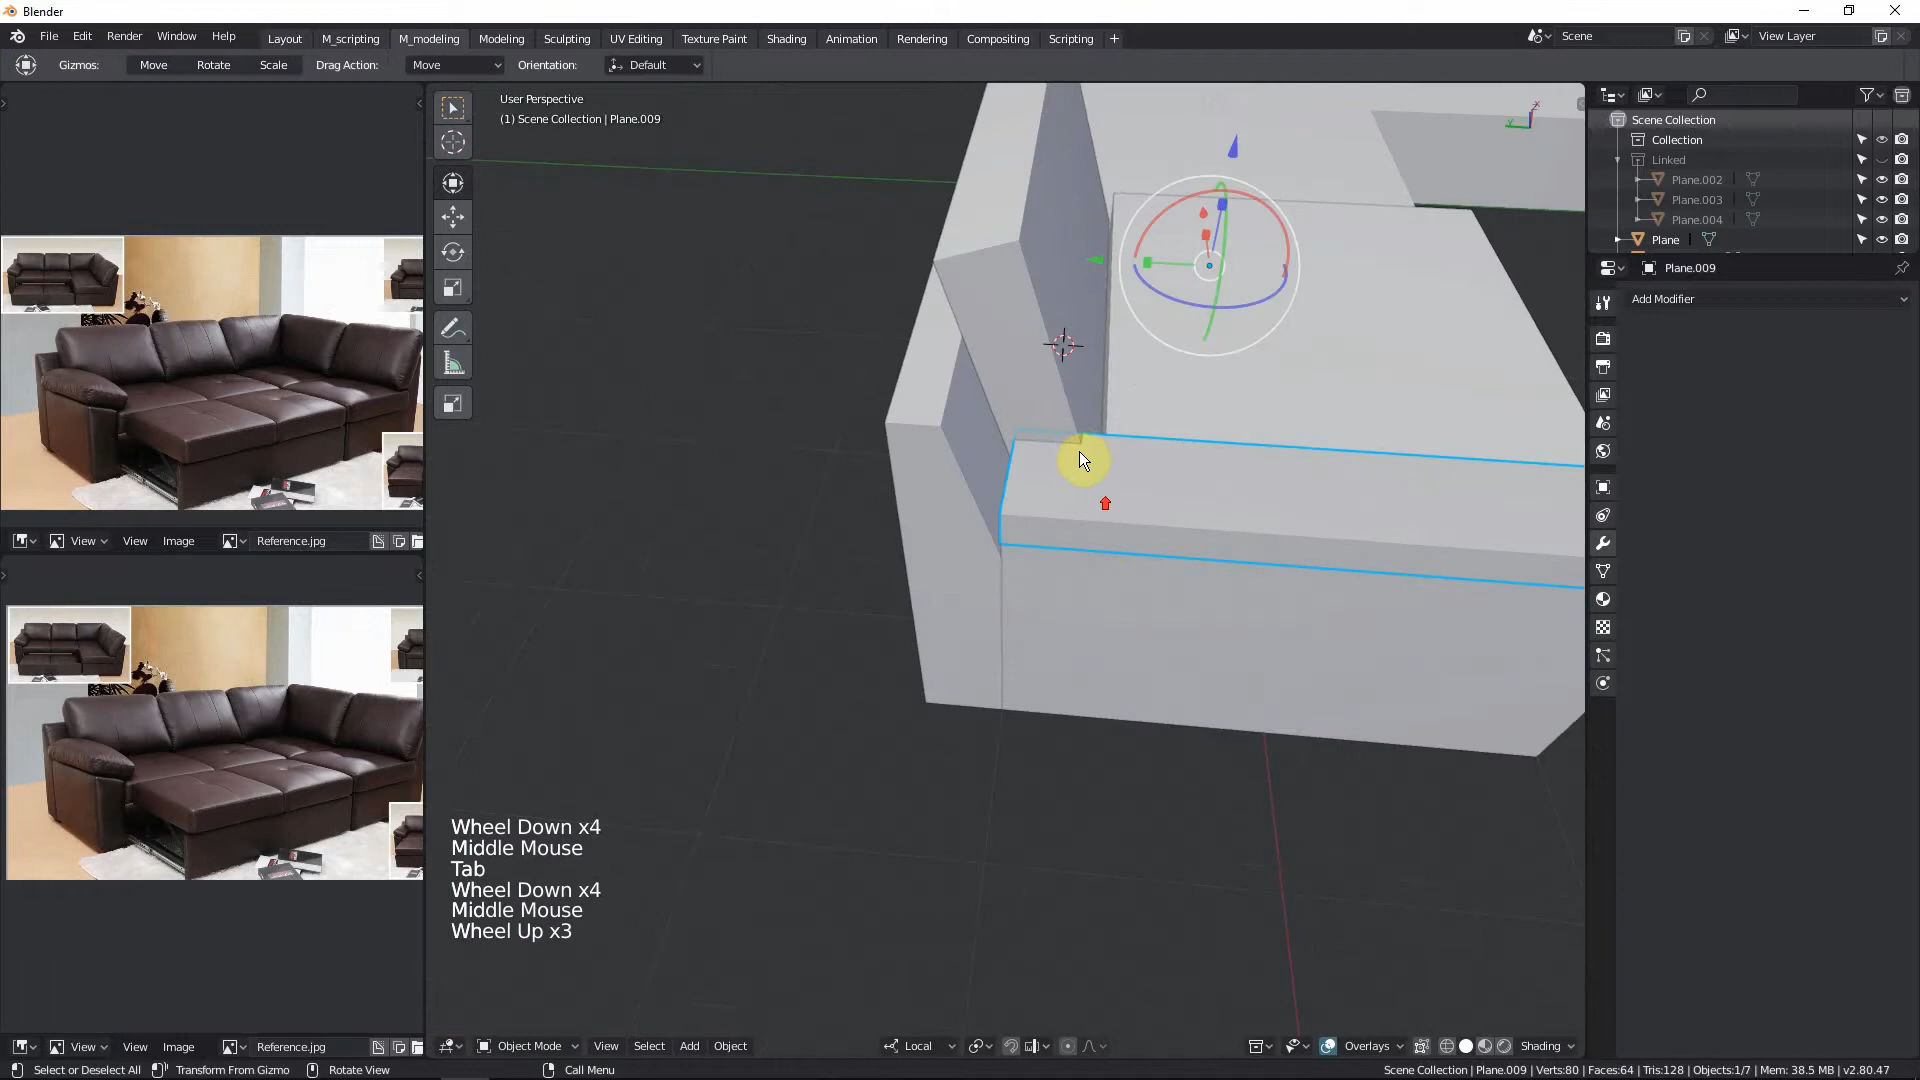 Blender
File Edit Render Window Help
Layout M_scripting M_modeling Modeling Sculpting UV Editing Texture Paint Shading Animation Rendering Compositing Scripting +
Scene
View Layer
Gizmos: Move Rotate Scale Drag Action: Move Orientation: Default
User Perspective
(1) Scene Collection | Plane.009
Scene Collection
Collection
Linked
Plane.002
Plane.003
Plane.004
Plane
Plane.009
Add Modifier
View View Image Reference.jpg
Wheel Down x4
Middle Mouse
Tab
Wheel Down x4
Middle Mouse
Wheel Up x3
View View Image Reference.jpg
Object Mode View Select Add Object Local Overlays Shading
Select or Deselect All Transform From Gizmo Rotate View Call Menu
Scene Collection | Plane.009 | Verts:80 | Faces:64 | Tris:128 | Objects:1/7 | Mem: 38.5 MB | v2.80.47